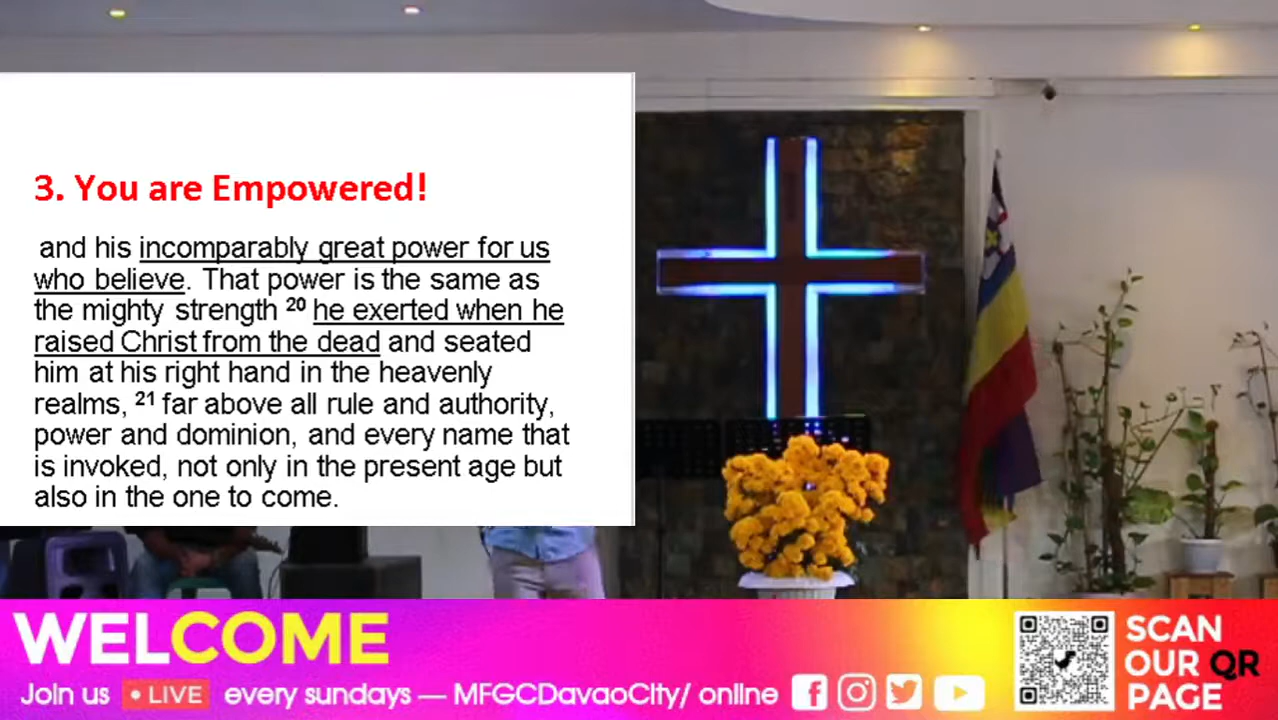 3. You are Empowered!
and his incomparably great power for us
who believe. That power is the same as
the mighty strength 20 he exerted when he
raised Christ from the dead and seated
him at his right hand in the heavenly
realms, 21 far above all rule and authority,
power and dominion, and every name that
is invoked, not only in the present age but
also in the one to come.
WELCOME
Join us • LIVE every sundays — MFGCDavaoCity/ online
SCAN
OUR QR
PAGE